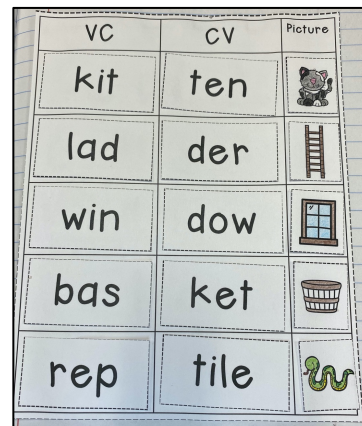 VC CV Picture
kit ten
lad der
win dow
bas ket
rep tile